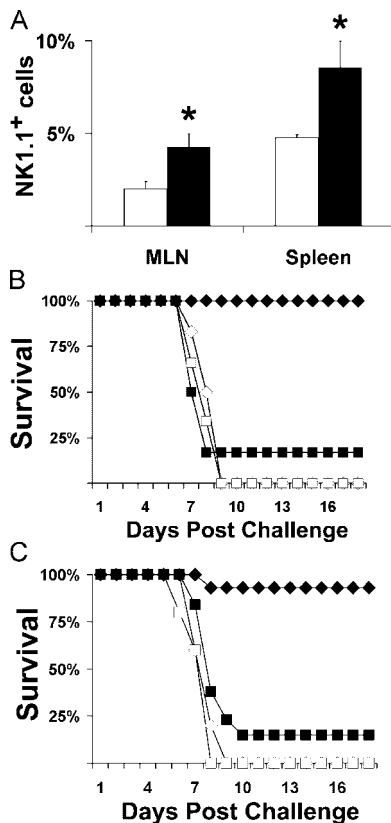 A
10%
5%
NK1.1+ cells
*
*
MLN Spleen
B
100%
75%
50%
25%
Survival
1 4 7 10 13 16
Days Post Challenge
C
100%
75%
50%
25%
Survival
1 4 7 10 13 16
Days Post Challenge